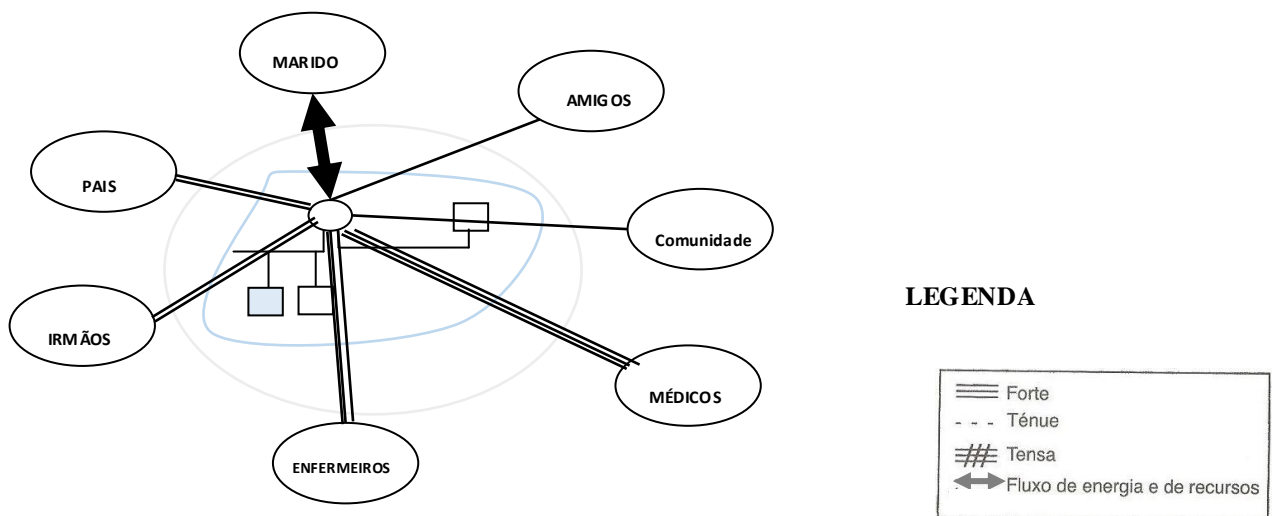 MARIDO
AMIGOS
PAIS
Comunidade
IRMÃOS
MÉDICOS
ENFERMEIROS
LEGENDA
Forte
Ténue
Tensa
Fluxo de energia e de recursos